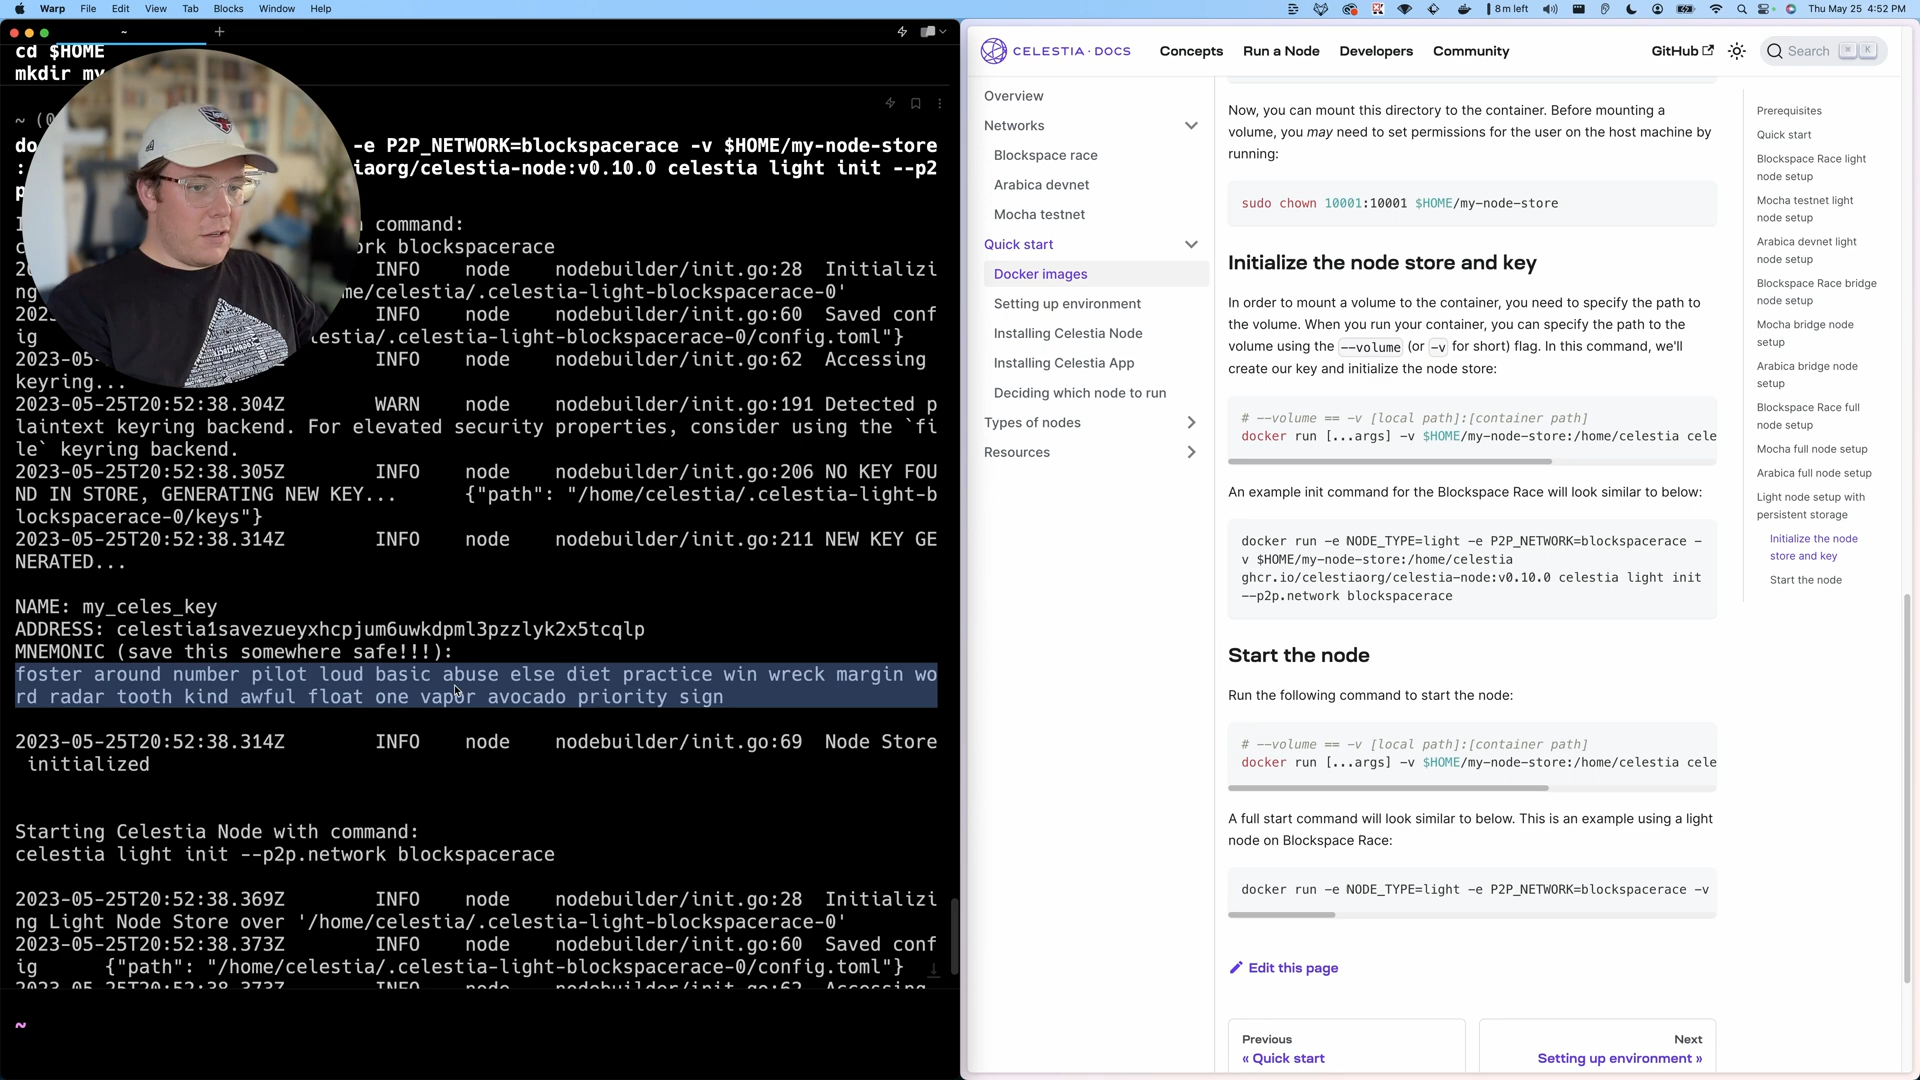 Warp File Edit View Tab Blocks Window Help
8 m left Thu May 25 4:52 PM
~ +
cd $HOME
mkdir my
~ (0
do -e P2P_NETWORK=blockspacerace -v $HOME/my-node-store
: iaorg/celestia-node:v0.10.0 celestia light init --p2
p
command:
rk blockspacerace
20 INFO node nodebuilder/init.go:28 Initializi
ng me/celestia/.celestia-light-blockspacerace-0'
202 INFO node nodebuilder/init.go:60 Saved conf
ig lestia/.celestia-light-blockspacerace-0/config.toml"}
2023-05- INFO node nodebuilder/init.go:62 Accessing
keyring...
2023-05-25T20:52:38.304Z WARN node nodebuilder/init.go:191 Detected p
laintext keyring backend. For elevated security properties, consider using the `fi
le` keyring backend.
2023-05-25T20:52:38.305Z INFO node nodebuilder/init.go:206 NO KEY FOU
ND IN STORE, GENERATING NEW KEY... {"path": "/home/celestia/.celestia-light-b
lockspacerace-0/keys"}
2023-05-25T20:52:38.314Z INFO node nodebuilder/init.go:211 NEW KEY GE
NERATED...
NAME: my_celes_key
ADDRESS: celestia1savezueyxhcpjum6uwkdpml3pzzlyk2x5tcqlp
MNEMONIC (save this somewhere safe!!!):
foster around number pilot loud basic abuse else diet practice win wreck margin wo
rd radar tooth kind awful float one vapor avocado priority sign
2023-05-25T20:52:38.314Z INFO node nodebuilder/init.go:69 Node Store
initialized
Starting Celestia Node with command:
celestia light init --p2p.network blockspacerace
2023-05-25T20:52:38.369Z INFO node nodebuilder/init.go:28 Initializi
ng Light Node Store over '/home/celestia/.celestia-light-blockspacerace-0'
2023-05-25T20:52:38.373Z INFO node nodebuilder/init.go:60 Saved conf
ig {"path": "/home/celestia/.celestia-light-blockspacerace-0/config.toml"}
2023-05-25T20:52:38.373Z INFO node nodebuilder/init.go:62 Accessing
~
CELESTIA · DOCS Concepts Run a Node Developers Community GitHub Search K
Overview
Networks
Blockspace race
Arabica devnet
Mocha testnet
Quick start
Docker images
Setting up environment
Installing Celestia Node
Installing Celestia App
Deciding which node to run
Types of nodes
Resources
Now, you can mount this directory to the container. Before mounting a
volume, you may need to set permissions for the user on the host machine by
running:
sudo chown 10001:10001 $HOME/my-node-store
Initialize the node store and key
In order to mount a volume to the container, you need to specify the path to
the volume. When you run your container, you can specify the path to the
volume using the --volume (or -v for short) flag. In this command, we'll
create our key and initialize the node store:
# --volume == -v [local path]:[container path]
docker run [...args] -v $HOME/my-node-store:/home/celestia cele
An example init command for the Blockspace Race will look similar to below:
docker run -e NODE_TYPE=light -e P2P_NETWORK=blockspacerace -
v $HOME/my-node-store:/home/celestia
ghcr.io/celestiaorg/celestia-node:v0.10.0 celestia light init
--p2p.network blockspacerace
Start the node
Run the following command to start the node:
# --volume == -v [local path]:[container path]
docker run [...args] -v $HOME/my-node-store:/home/celestia cele
A full start command will look similar to below. This is an example using a light
node on Blockspace Race:
docker run -e NODE_TYPE=light -e P2P_NETWORK=blockspacerace -v
Edit this page
Previous
« Quick start
Next
Setting up environment »
Prerequisites
Quick start
Blockspace Race light
node setup
Mocha testnet light
node setup
Arabica devnet light
node setup
Blockspace Race bridge
node setup
Mocha bridge node
setup
Arabica bridge node
setup
Blockspace Race full
node setup
Mocha full node setup
Arabica full node setup
Light node setup with
persistent storage
Initialize the node
store and key
Start the node